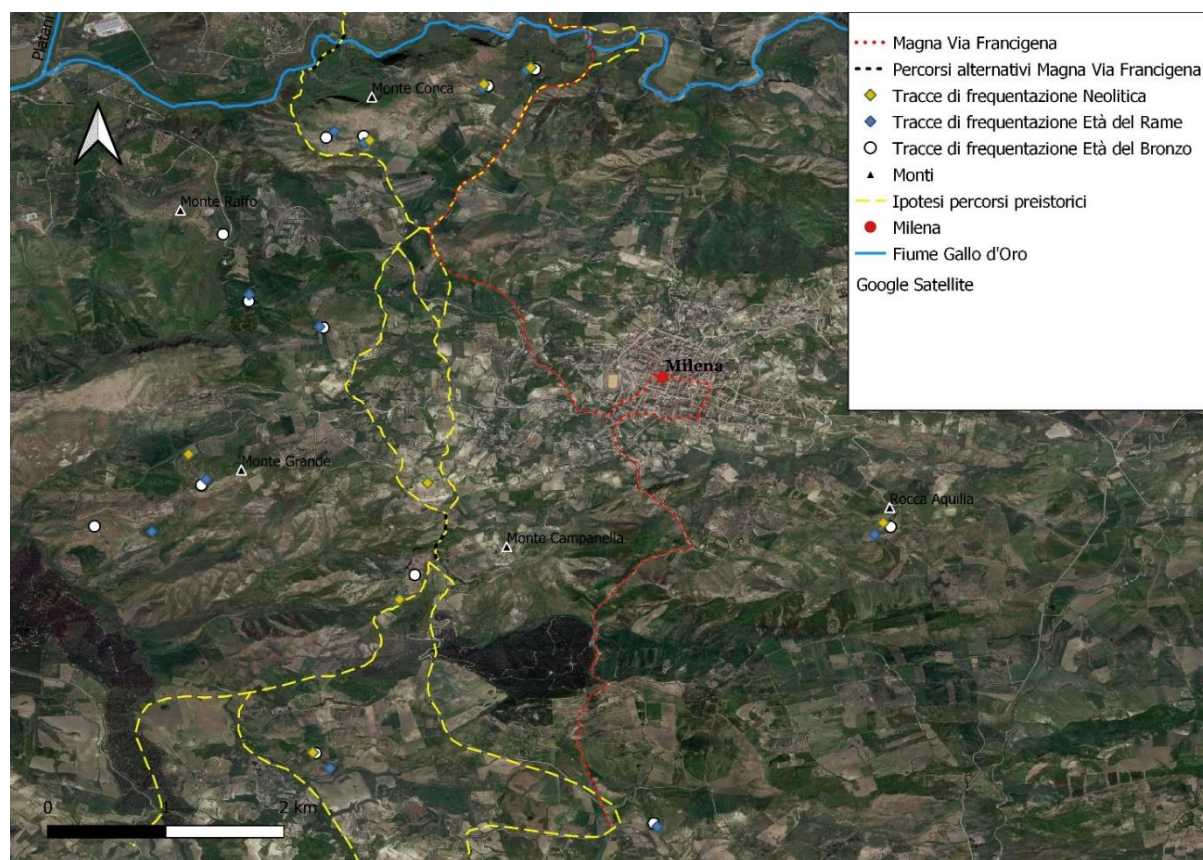 Platani
Monte Conca
Monte Raffo
Milena
Monte Grande
Rocca Aquilia
Monte Campanella
0 1 2 km
Magna Via Francigena
Percorsi alternativi Magna Via Francigena
Tracce di frequentazione Neolitica
Tracce di frequentazione Età del Rame
Tracce di frequentazione Età del Bronzo
Monti
Ipotesi percorsi preistorici
Milena
Fiume Gallo d'Oro
Google Satellite